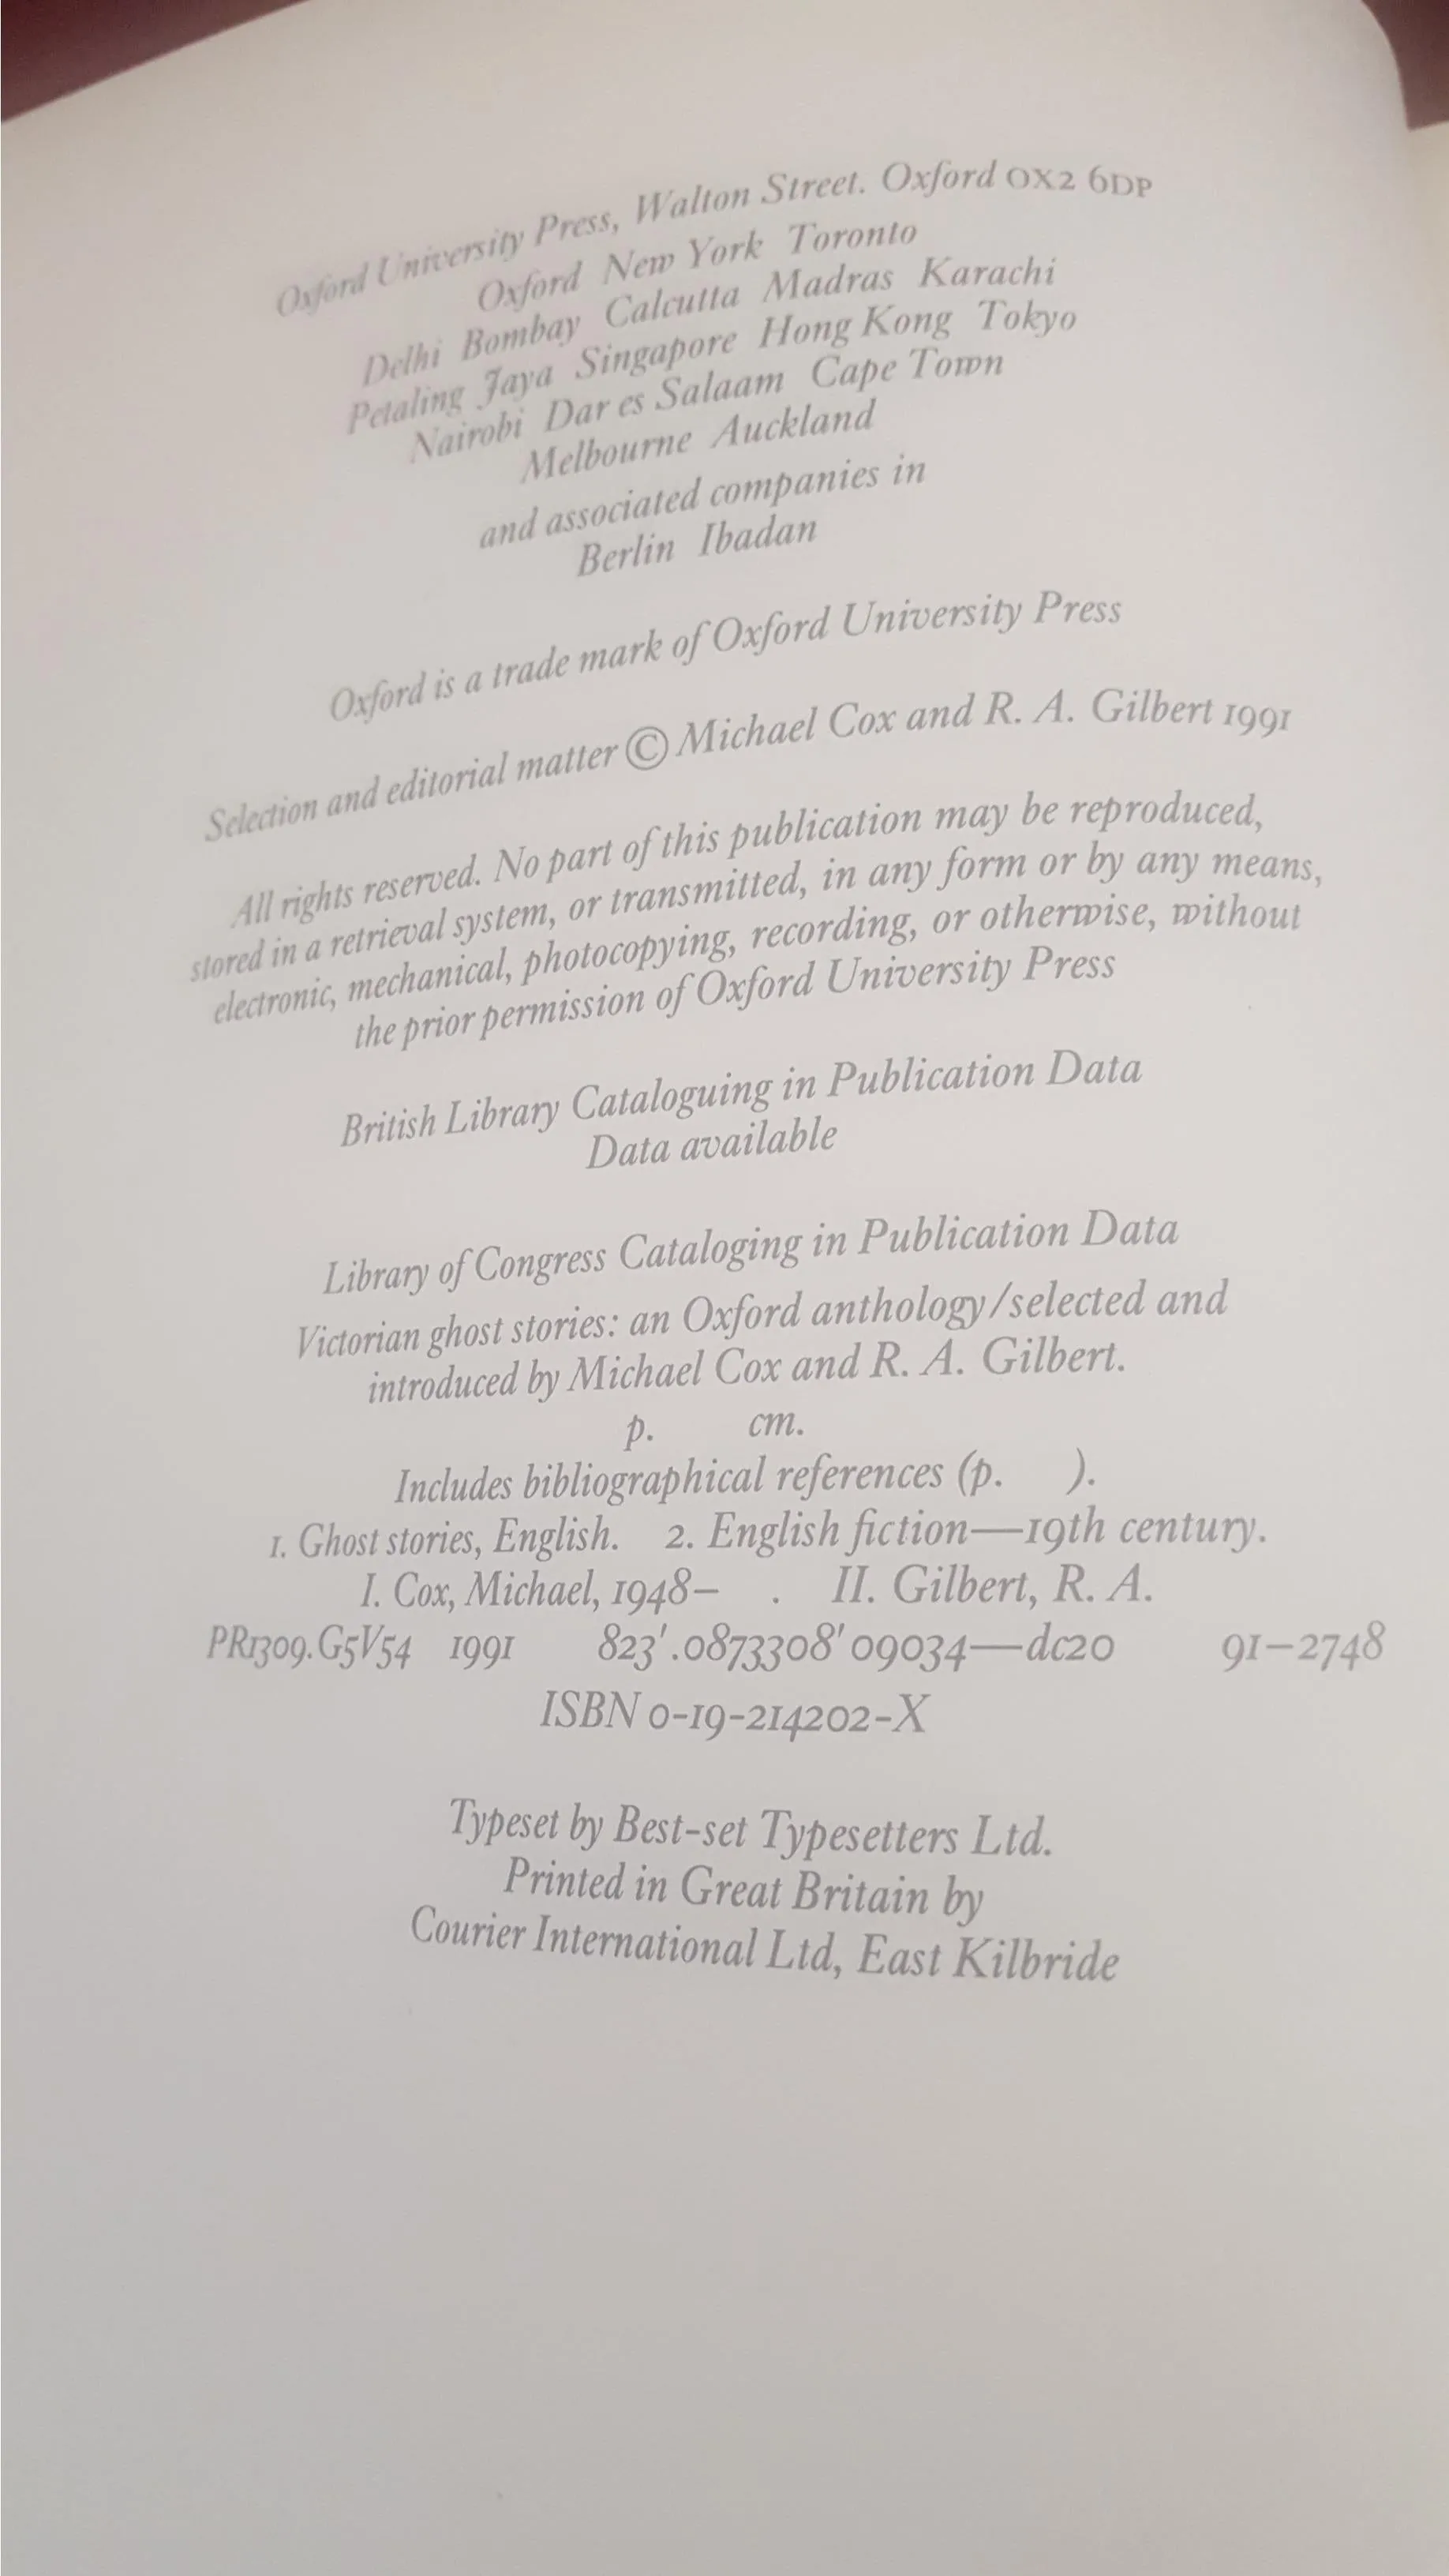 Oxford University Press, Walton Street. Oxford OX2 6DP
Oxford New York Toronto
Delhi Bombay Calcutta Madras Karachi
Petaling Jaya Singapore Hong Kong Tokyo
Nairobi Dar es Salaam Cape Town
Melbourne Auckland
and associated companies in
Berlin Ibadan
Oxford is a trade mark of Oxford University Press
Selection and editorial matter © Michael Cox and R. A. Gilbert 1991
All rights reserved. No part of this publication may be reproduced,
stored in a retrieval system, or transmitted, in any form or by any means,
electronic, mechanical, photocopying, recording, or otherwise, without
the prior permission of Oxford University Press
British Library Cataloguing in Publication Data
Data available
Library of Congress Cataloging in Publication Data
Victorian ghost stories: an Oxford anthology/selected and
introduced by Michael Cox and R. A. Gilbert.
p. cm.
Includes bibliographical references (p. ).
1. Ghost stories, English. 2. English fiction—19th century.
I. Cox, Michael, 1948– . II. Gilbert, R. A.
PR1309.G5V54 1991 823'.0873308'09034—dc20 91–2748
ISBN 0-19-214202-X
Typeset by Best-set Typesetters Ltd.
Printed in Great Britain by
Courier International Ltd, East Kilbride